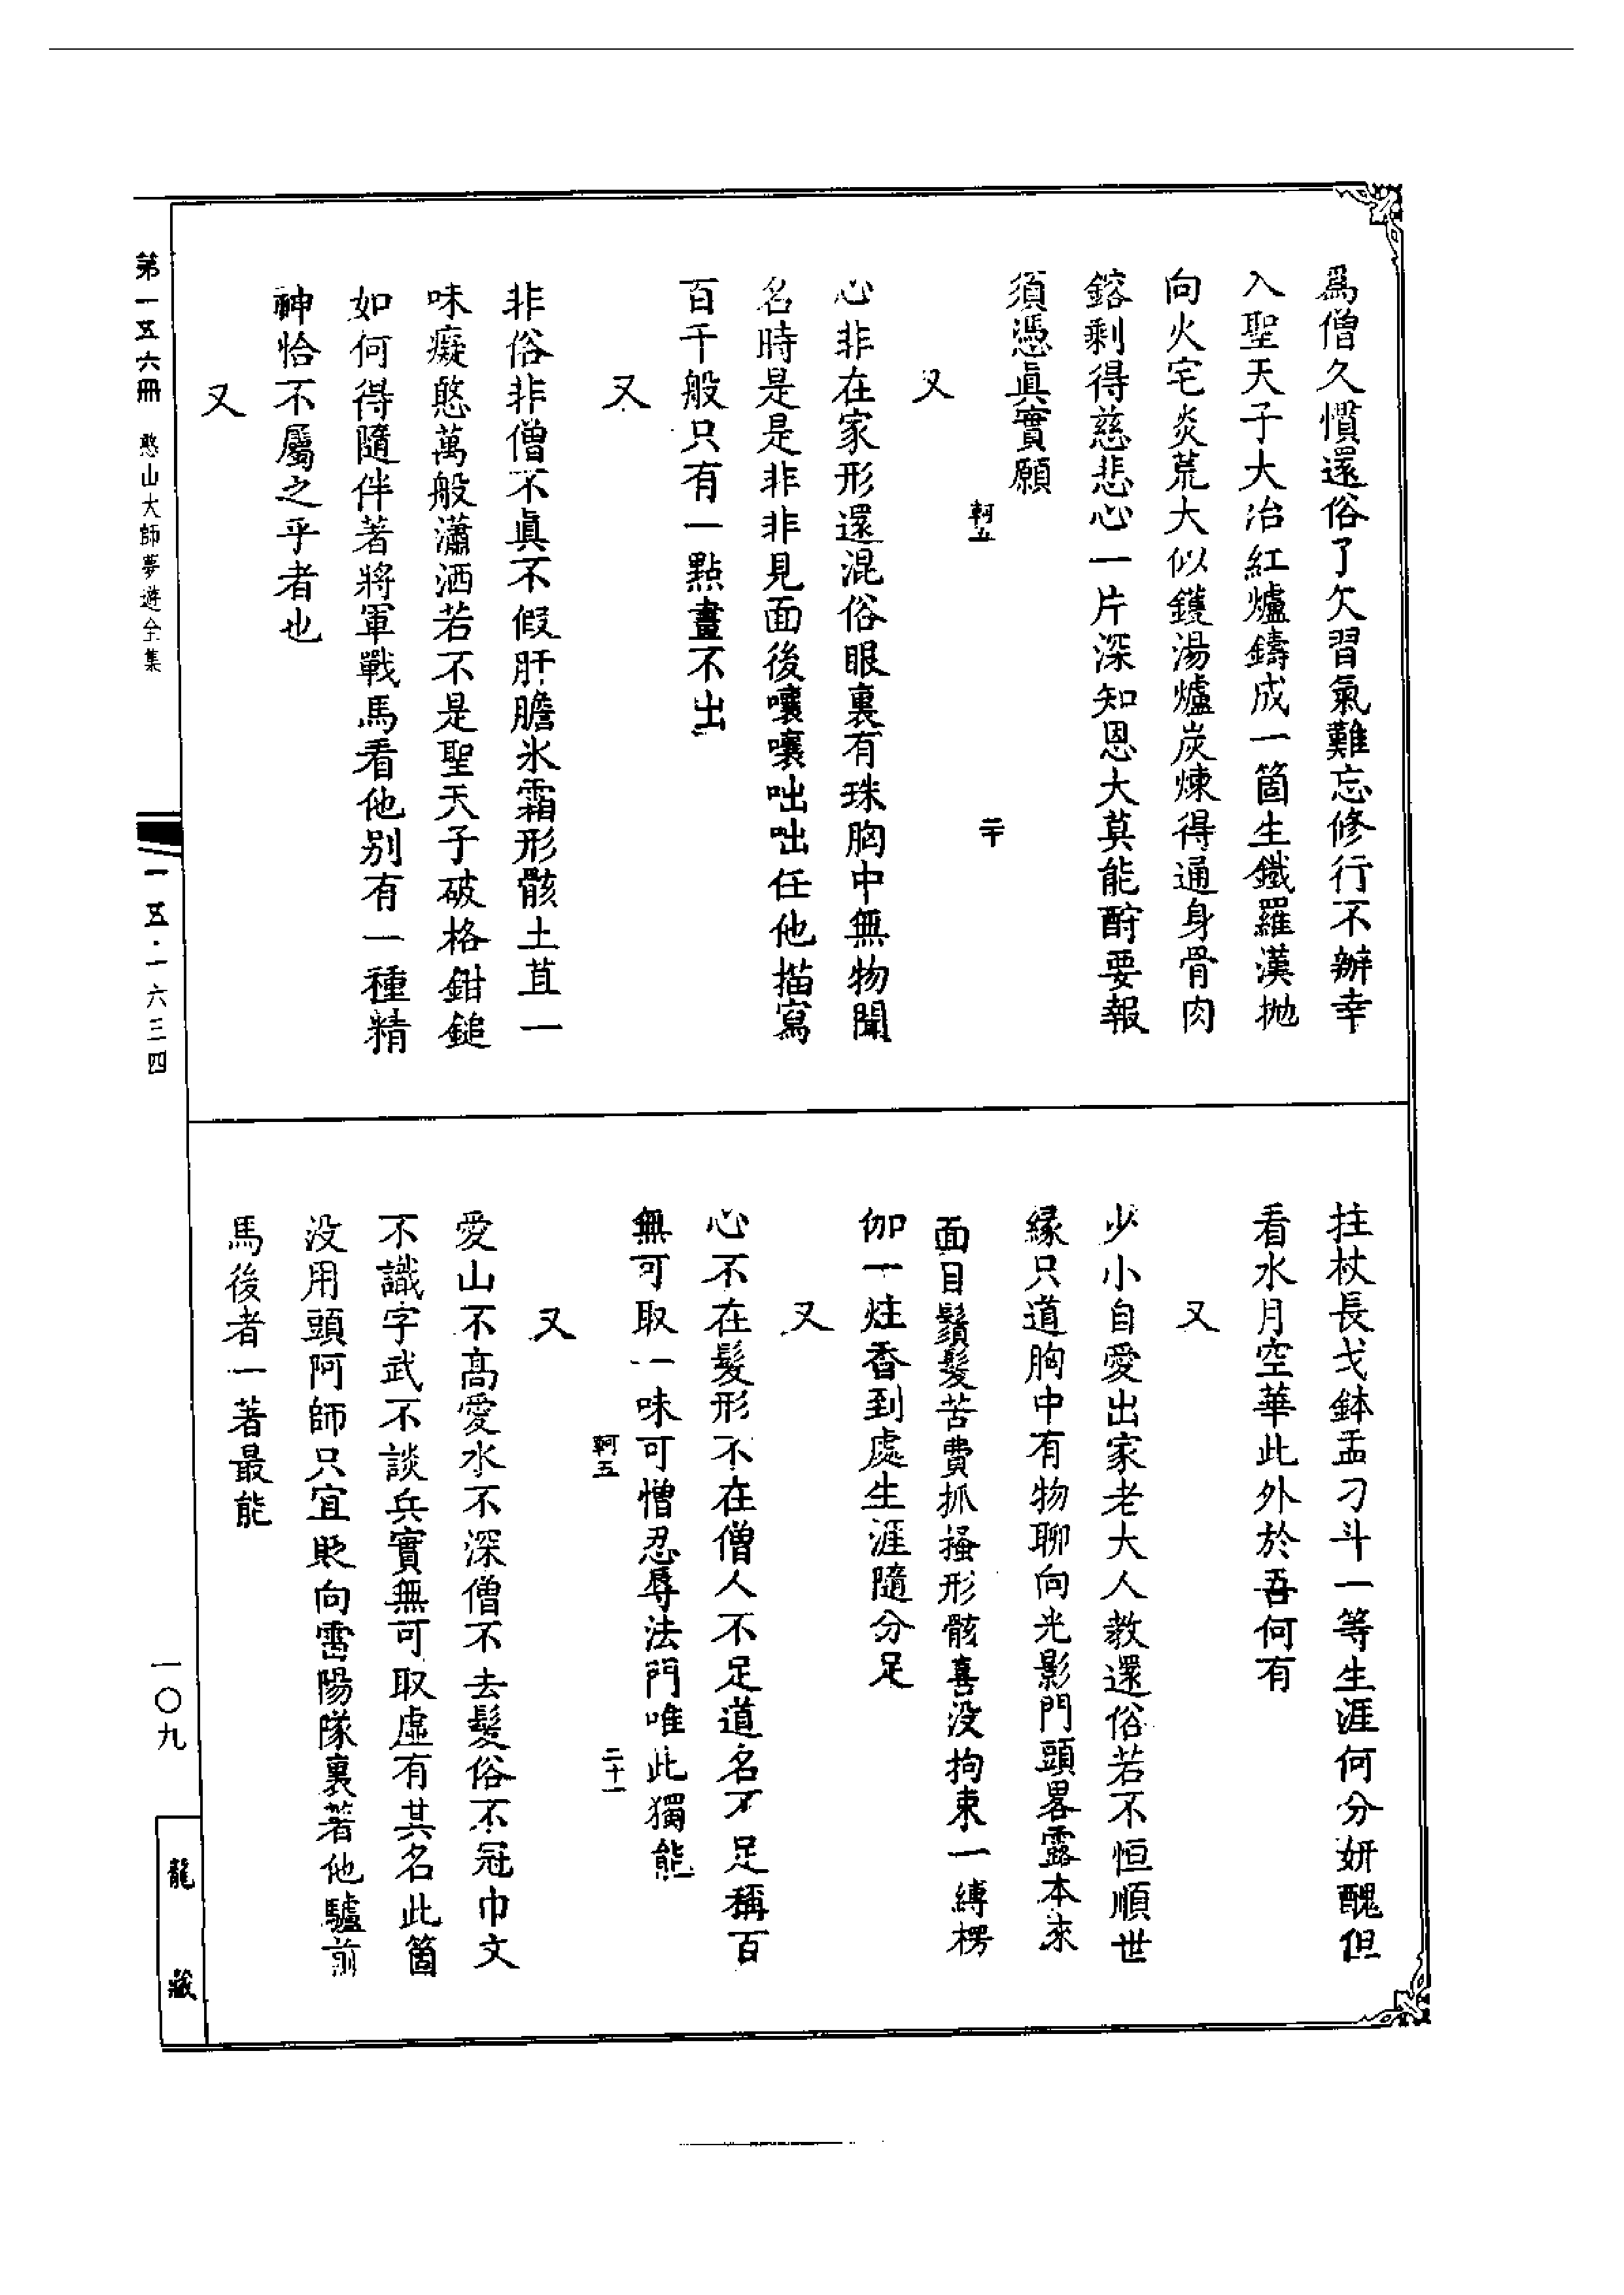 爲僧久慣還俗了欠習氣難忘修行不辦幸
入聖天子大冶紅爐鑄成一箇生鐵羅漢拋
向火宅炎荒大似鑊湯爐炭煉得通身骨肉
鎔剩得慈悲心一片深知恩大莫能酧要報
須憑眞實願
軻五
二十
又
心非在家形還混俗眼裏有珠胸中無物聞
名時是是非非見面後嚷嚷咄咄任他描寫
百千般只有一點畫不出
又
非俗非僧不眞不假肝膽氷霜形骸土苴一
味癡憨萬般瀟洒若不是聖天子破格鉗鎚
如何得隨伴著將軍戰馬看他别有一種精
神恰不屬之乎者也
又
拄杖長戈鉢盂刁斗一等生涯何分妍醜但
看水月空華此外於吾何有
又
少小自愛出家老大人教還俗若不恒順世
緣只道胸中有物聊向光影門頭畧露本來
面目鬚髮苦費抓搔形骸喜没拘束一縛楞
伽一炷香到處生涯隨分足
又
心不在髮形不在僧人不足道名不足稱百
無可取一味可憎忍辱法門唯此獨能
軻五
二十一
又
愛山不高愛水不深僧不去髮俗不冠巾文
不識字武不談兵實無可取虛有其名此箇
没用頭阿師只宜貶向雷陽隊裏著他驢前
馬後者一著最能
第一五六冊 憨山大師夢遊全集
一五·一六三四
一〇九
龍藏